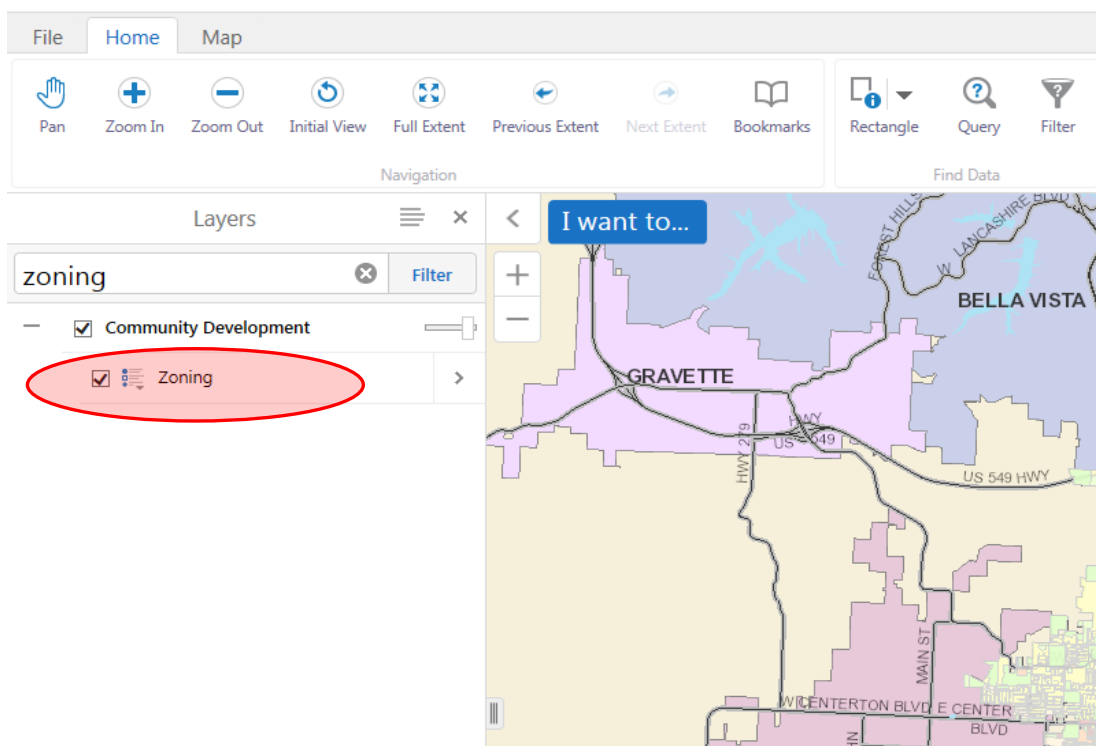 File Home Map
Pan Zoom In Zoom Out Initial View Full Extent Previous Extent Next Extent Bookmarks Rectangle Query Filter
Navigation Find Data
Layers
I want to...
zoning Filter
Community Development
Zoning
FOREST HILLS
W LANCASHIRE BLVD
BELLA VISTA
GRAVETTE
HWY
US 549
HWY 279
US 549 HWY
MAIN ST
W CENTERTON BLVD E CENTER
BLVD